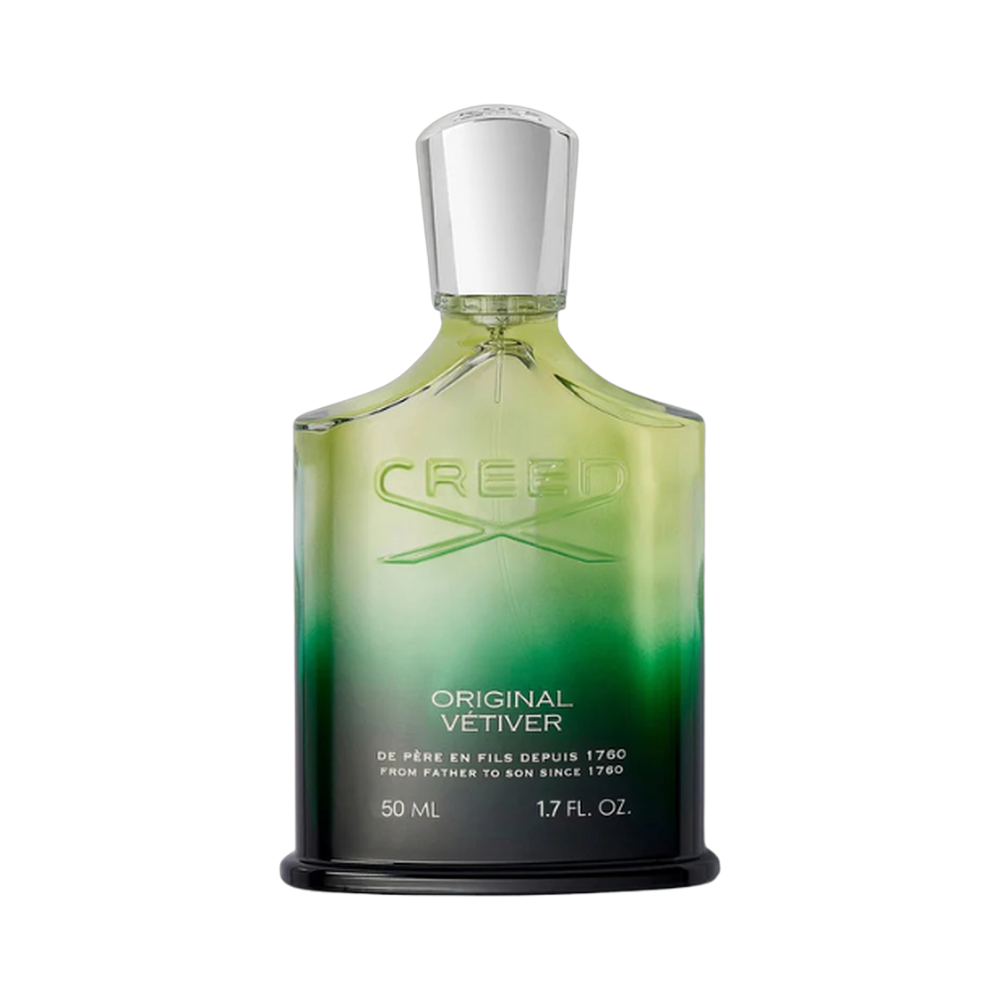 CREED
ORIGINAL
VÉTIVER
DE PÈRE EN FILS DEPUIS 1760
FROM FATHER TO SON SINCE 1760
50 ML 1.7 FL. OZ.